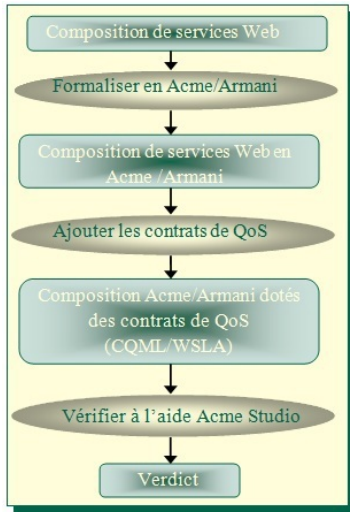 Composition de services Web
Formaliser en Acme/Armani
Composition de services Web en
Acme /Armani
Ajouter les contrats de QoS
Composition Acme/Armani dotés
des contrats de QoS
(CQML/WSLA)
Vérifier à l'aide Acme Studio
Verdict